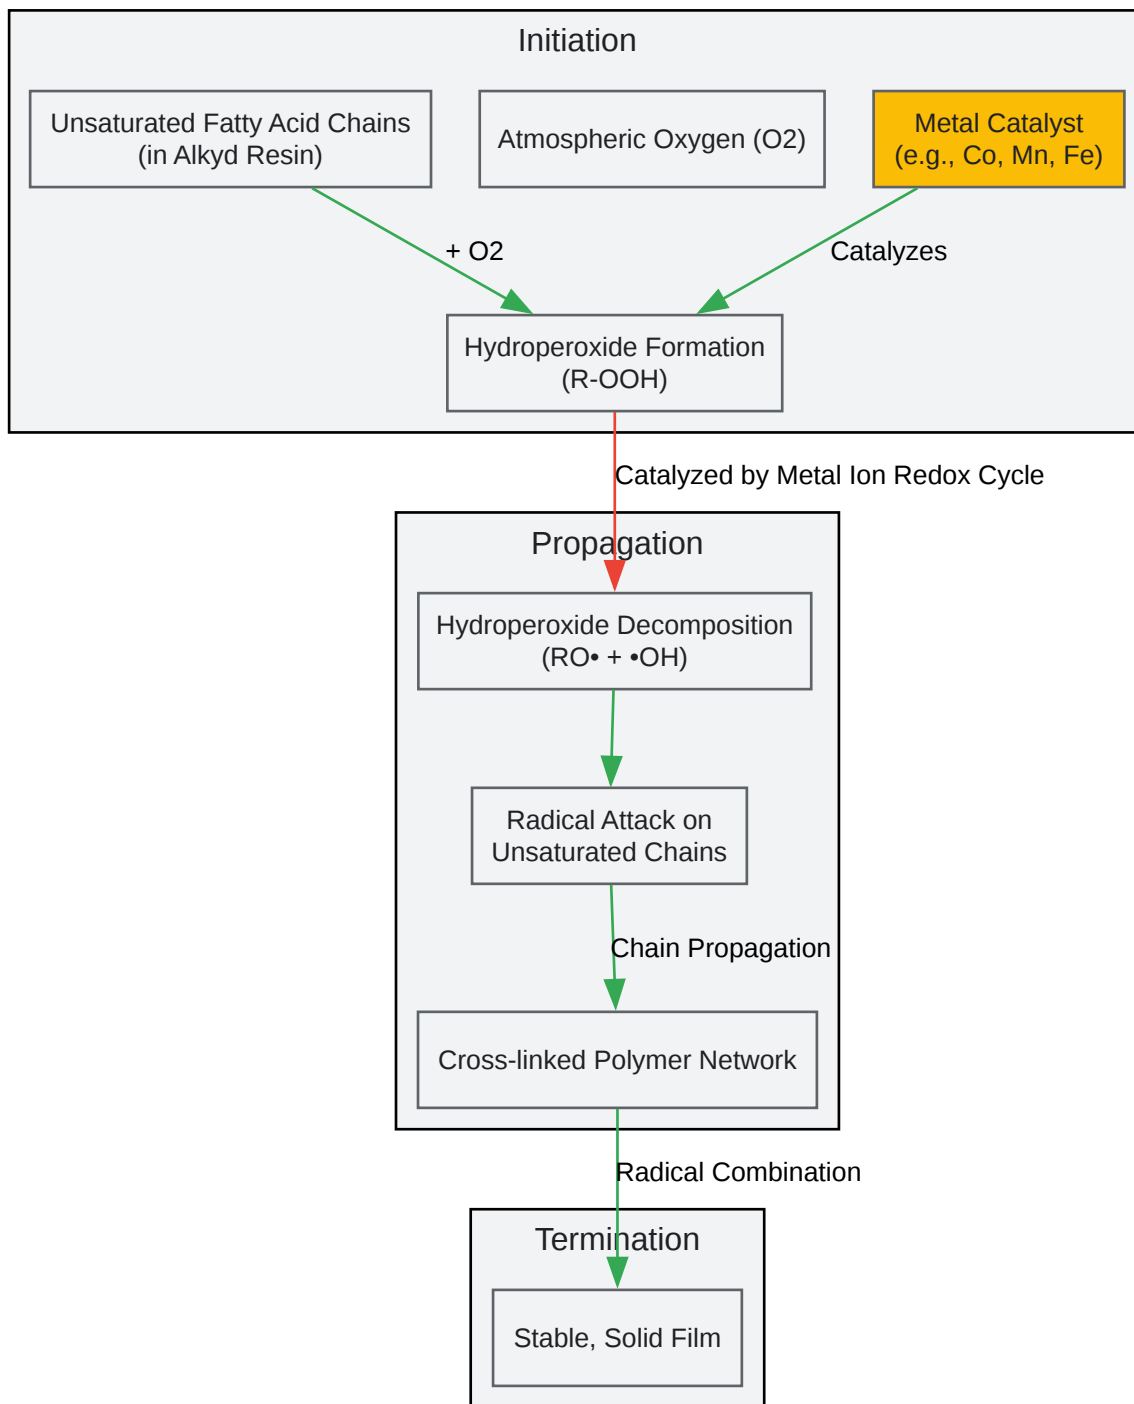 Initiation
Unsaturated Fatty Acid Chains
(in Alkyd Resin)
Atmospheric Oxygen (O2)
Metal Catalyst
(e.g., Co, Mn, Fe)
+ O2
Catalyzes
Hydroperoxide Formation
(R-OOH)
Catalyzed by Metal Ion Redox Cycle
Propagation
Hydroperoxide Decomposition
(RO• + •OH)
Radical Attack on
Unsaturated Chains
Chain Propagation
Cross-linked Polymer Network
Radical Combination
Termination
Stable, Solid Film